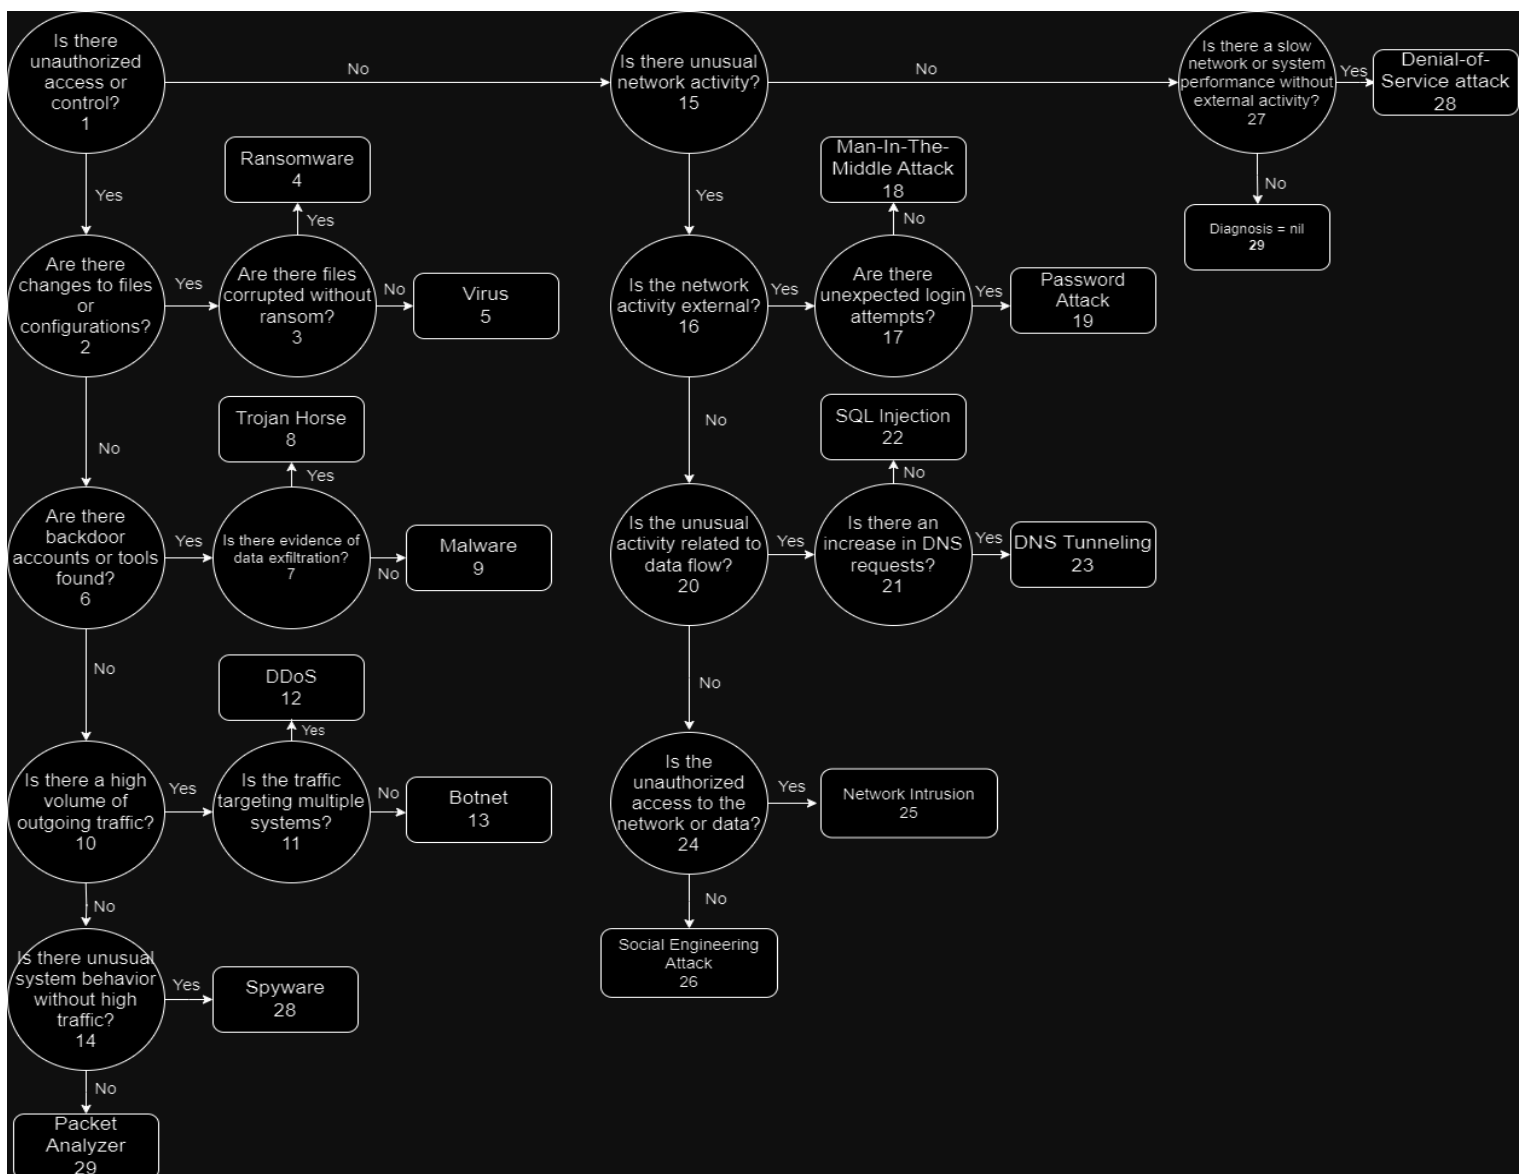 Is there
unauthorized
access or
control?
1
No
Is there unusual
network activity?
15
No
Is there a slow
network or system
performance without
external activity?
27
Yes
Denial-of-
Service attack
28
Yes
Ransomware
4
Yes
Yes
Man-In-The-
Middle Attack
18
No
No
Diagnosis = nil
29
Are there
changes to files
or
configurations?
2
Yes
Are there files
corrupted without
ransom?
3
No
Virus
5
Is the network
activity external?
16
Yes
Are there
unexpected login
attempts?
17
Yes
Password
Attack
19
No
Trojan Horse
8
Yes
No
SQL Injection
22
No
Are there
backdoor
accounts or tools
found?
6
Yes
Is there evidence of
data exfiltration?
7
No
Malware
9
Is the unusual
activity related to
data flow?
20
Yes
Is there an
increase in DNS
requests?
21
Yes
DNS Tunneling
23
No
DDoS
12
Yes
No
Is there a high
volume of
outgoing traffic?
10
Yes
Is the traffic
targeting multiple
systems?
11
No
Botnet
13
Is the
unauthorized
access to the
network or data?
24
Yes
Network Intrusion
25
No
No
Is there unusual
system behavior
without high
traffic?
14
Yes
Spyware
28
Social Engineering
Attack
26
No
Packet
Analyzer
29